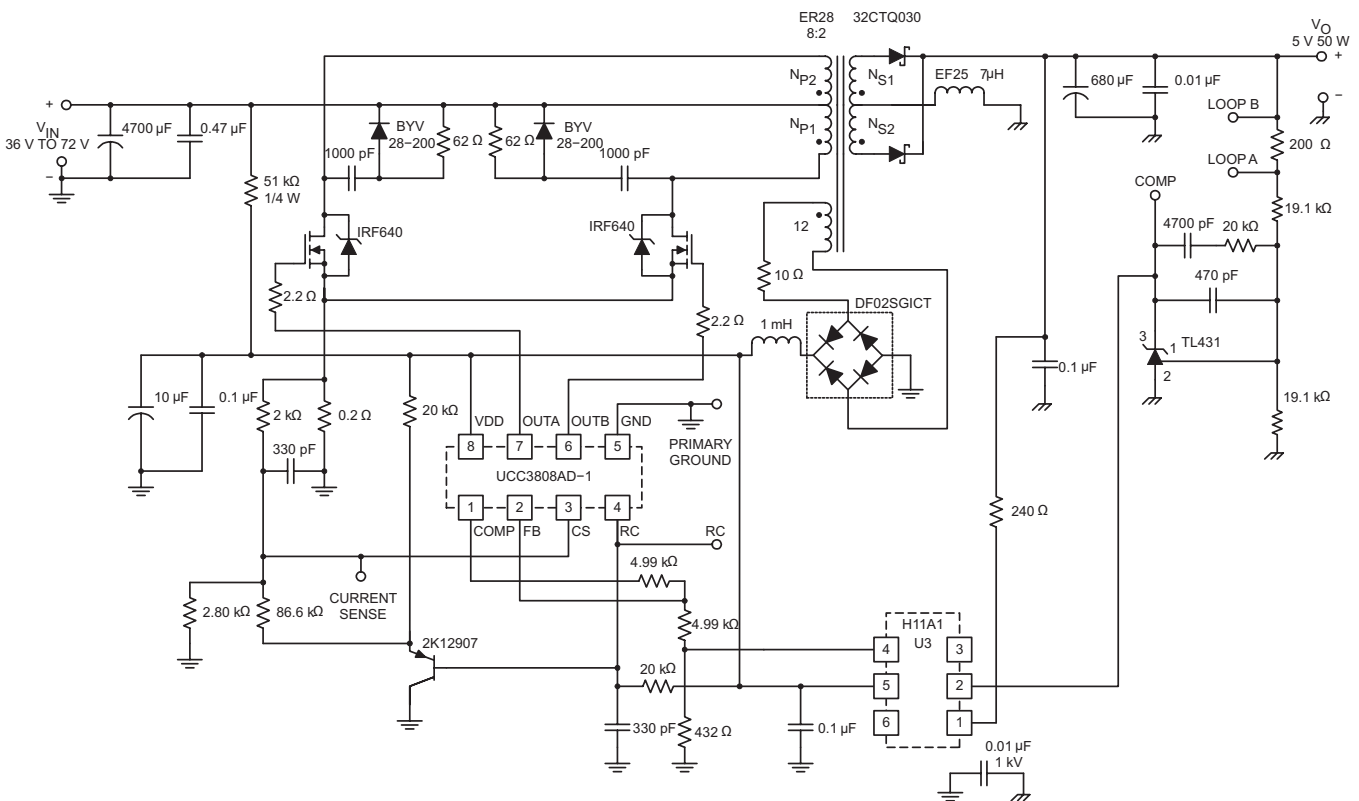 ER28
8:2
32CTQ030
V_O
5 V 50 W
+
−
N_P2
N_S1
EF25 7μH
680 μF
0.01 μF
LOOP B
+
V_IN
36 V TO 72 V
−
4700 μF
0.47 μF
BYV
28−200
62 Ω
62 Ω
BYV
28−200
N_P1
N_S2
200 Ω
1000 pF
1000 pF
LOOP A
51 kΩ
1/4 W
COMP
19.1 kΩ
IRF640
IRF640
12
4700 pF
20 kΩ
10 Ω
470 pF
2.2 Ω
2.2 Ω
DF02SGICT
1 mH
3
1
TL431
2
0.1 μF
10 μF
0.1 μF
2 kΩ
0.2 Ω
20 kΩ
VDD
OUTA
OUTB
GND
8
7
6
5
PRIMARY
GROUND
19.1 kΩ
330 pF
UCC3808AD−1
1
2
3
4
COMP
FB
CS
RC
RC
240 Ω
4.99 kΩ
CURRENT
SENSE
2.80 kΩ
86.6 kΩ
4.99 kΩ
H11A1
U3
2K12907
4
3
20 kΩ
5
2
6
1
330 pF
432 Ω
0.1 μF
0.01 μF
1 kV